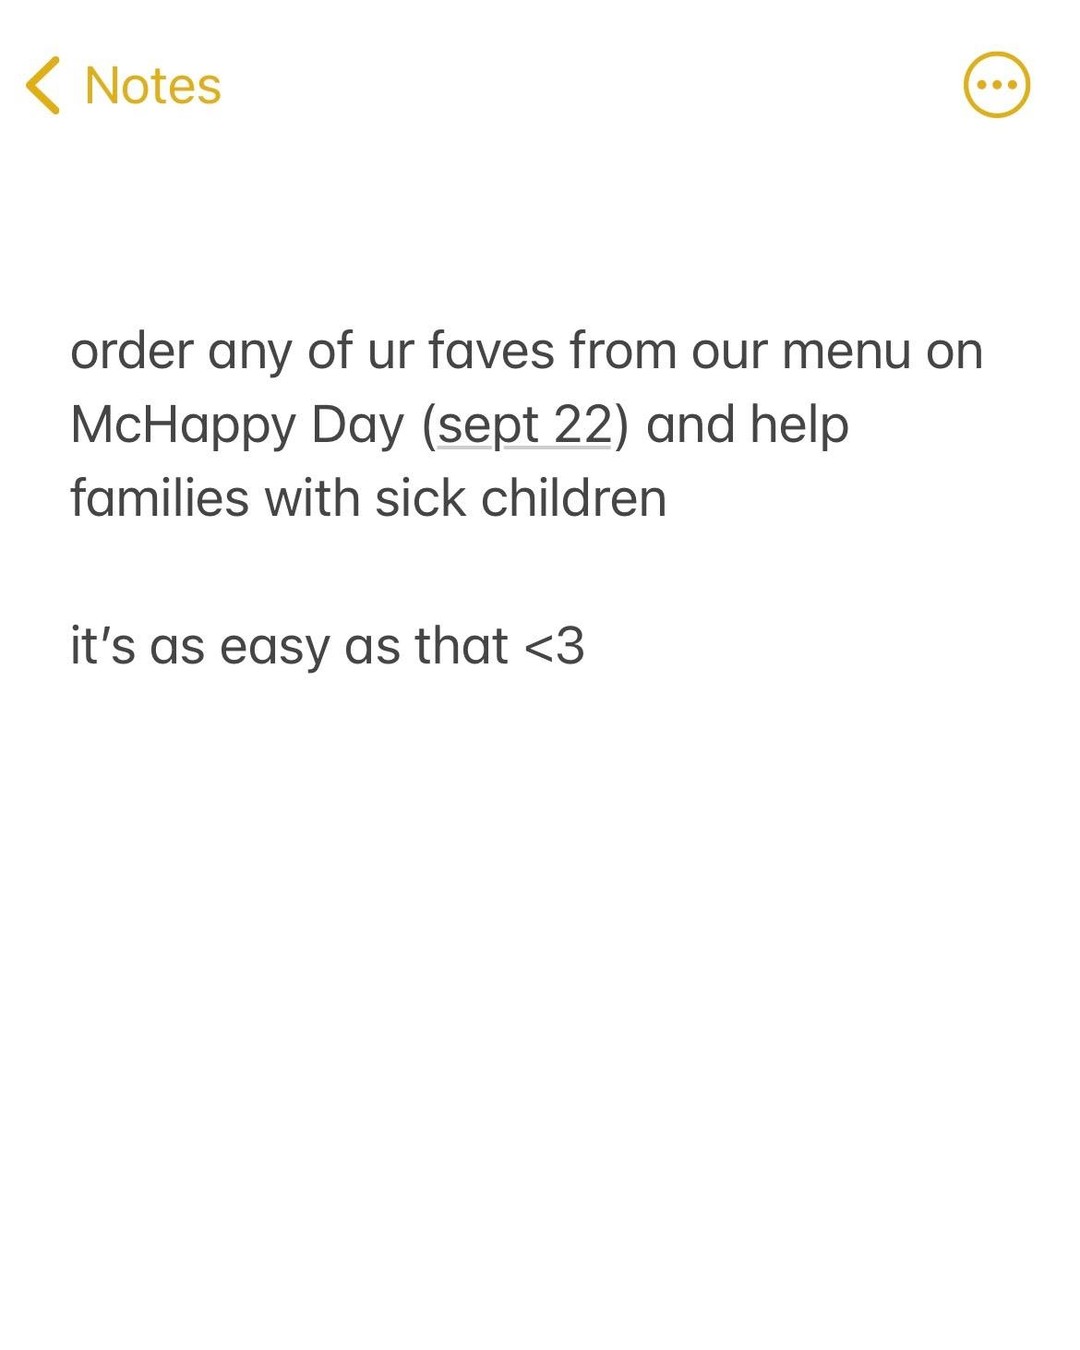 Notes
order any of ur faves from our menu on
McHappy Day (sept 22) and help
families with sick children
it's as easy as that <3